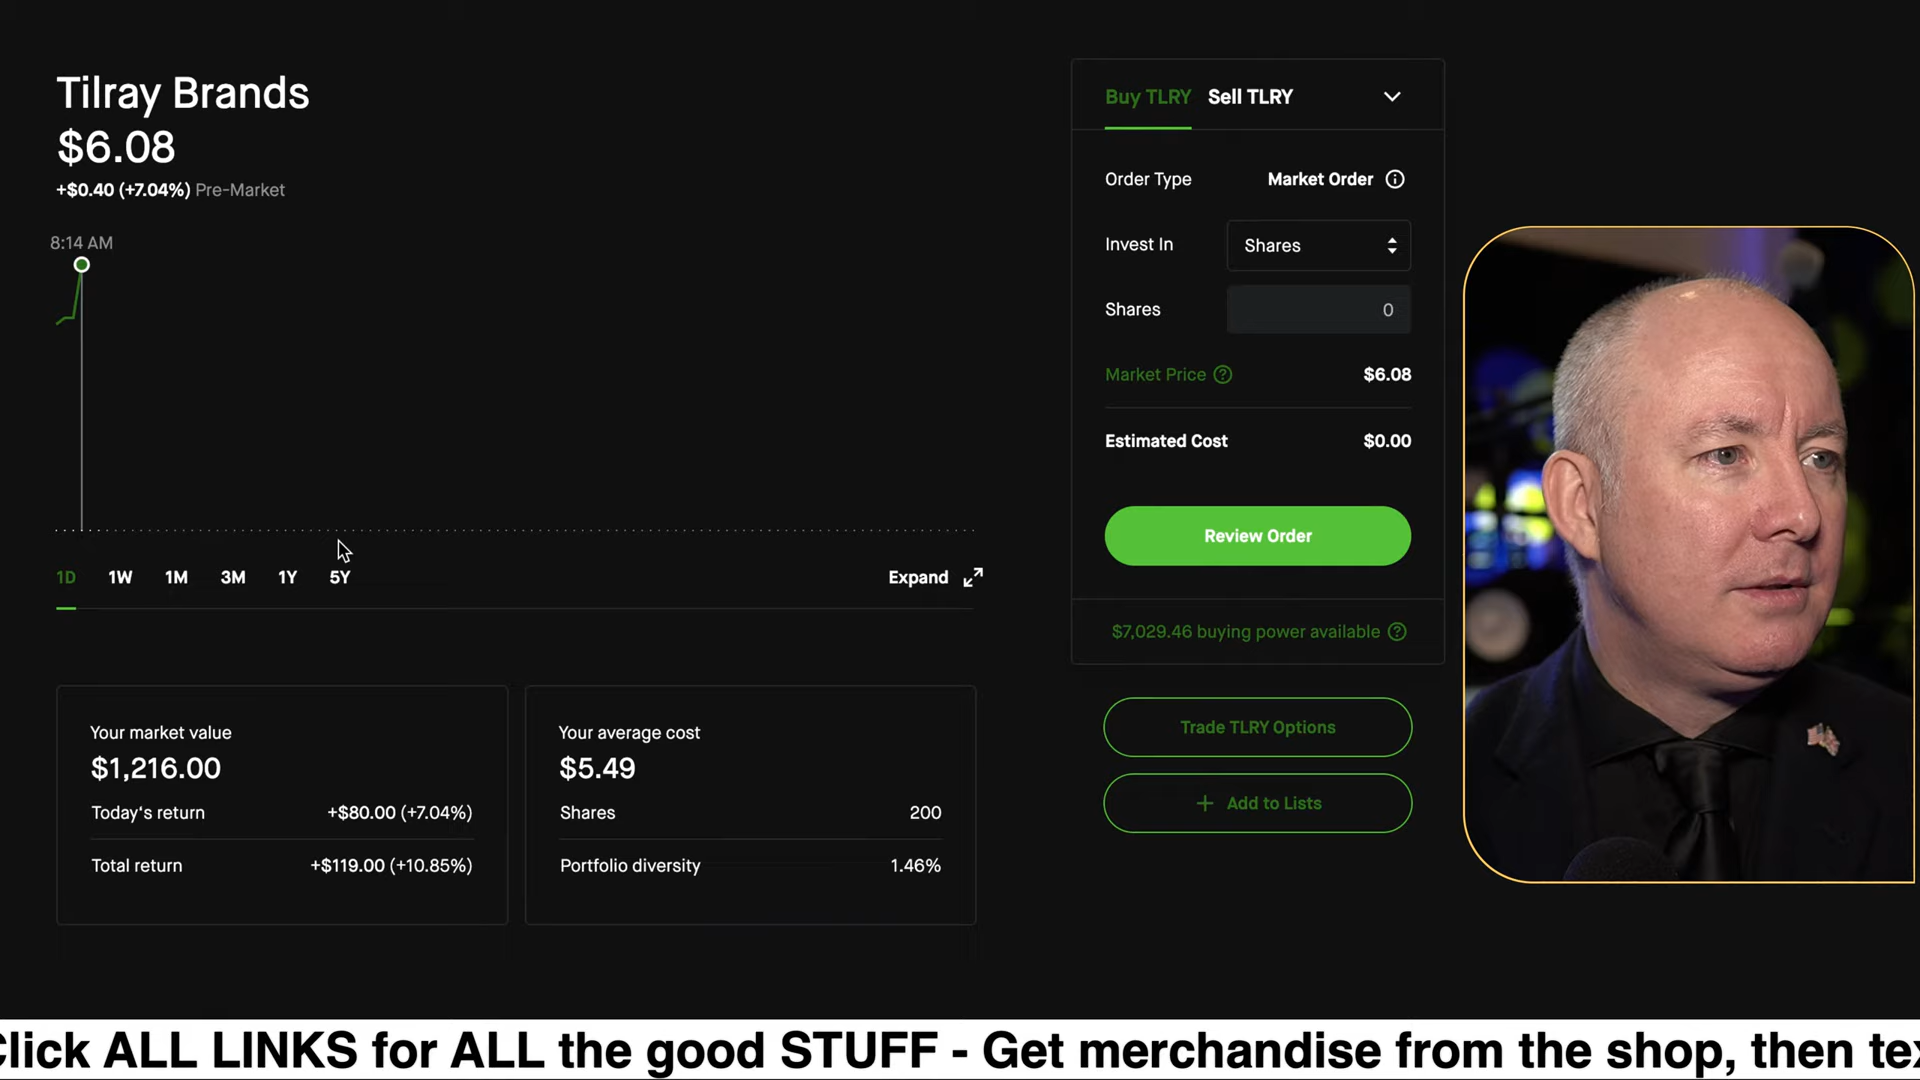 Tilray Brands
$6.08
+$0.40 (+7.04%) Pre-Market
8:14 AM
1D 1W 1M 3M 1Y 5Y Expand
Your market value
$1,216.00
Today's return +$80.00 (+7.04%)
Total return +$119.00 (+10.85%)
Your average cost
$5.49
Shares 200
Portfolio diversity 1.46%
Buy TLRY Sell TLRY
Order Type Market Order
Invest In Shares
Shares 0
Market Price $6.08
Estimated Cost $0.00
Review Order
$7,029.46 buying power available
Trade TLRY Options
+ Add to Lists
Click ALL LINKS for ALL the good STUFF - Get merchandise from the shop, then tex